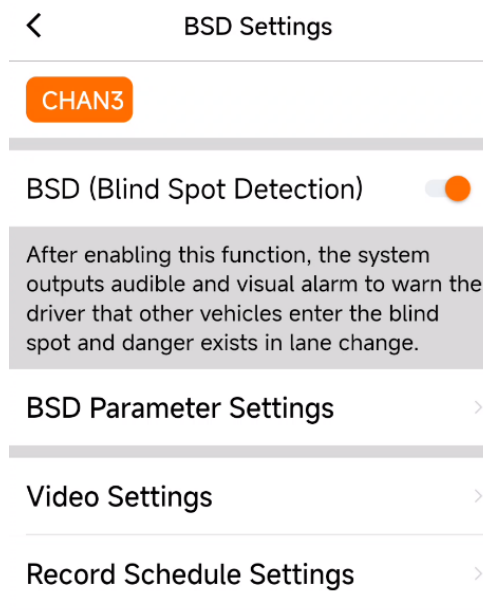 BSD Settings
CHAN3
BSD (Blind Spot Detection)
After enabling this function, the system
outputs audible and visual alarm to warn the
driver that other vehicles enter the blind
spot and danger exists in lane change.
BSD Parameter Settings
Video Settings
Record Schedule Settings